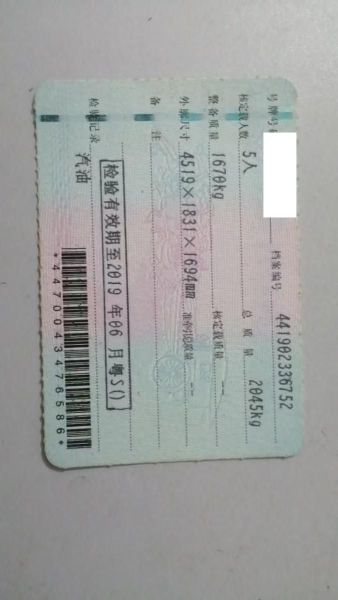 号牌号 档案编号 441902336752
核定载人数 5人 总质量 2045kg
整备质量 1670kg 核定载质量 --
外廓尺寸 4519×1831×1694㎜ 准牵引总质量 --
备注
检验有效期至2019年06月粤S()
检验记录 汽油
*4470043476586*